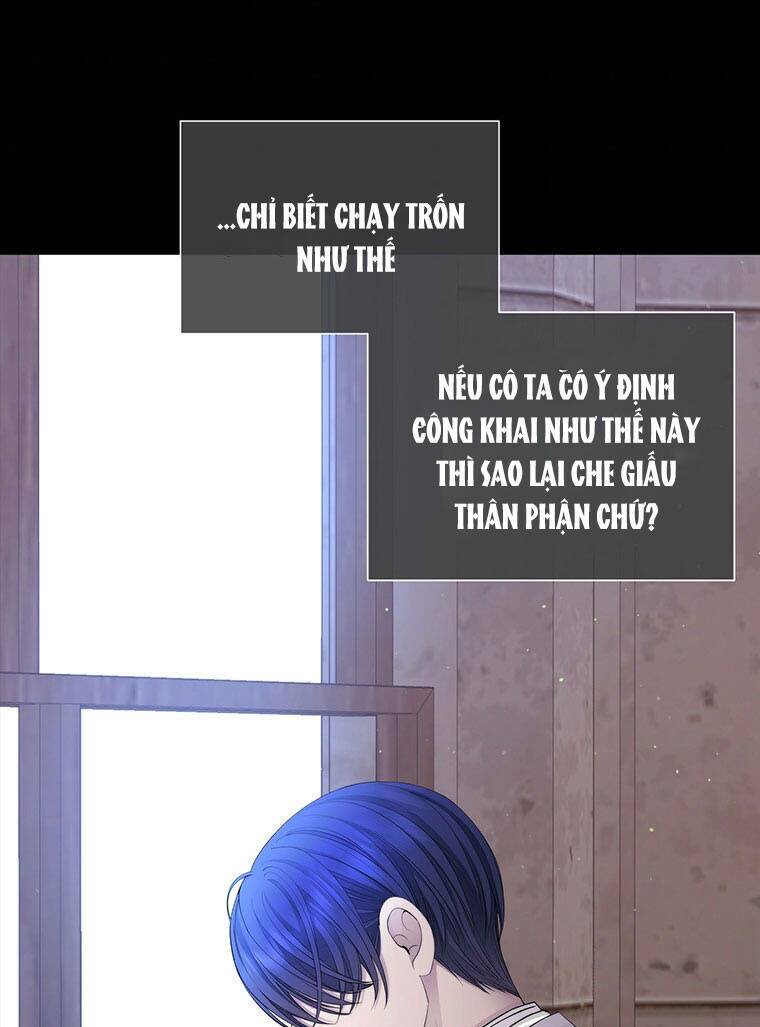 ...CHỈ BIẾT CHẠY TRỐN
NHƯ THẾ
NẾU CÔ TA CÓ Ý ĐỊNH
CÔNG KHAI NHƯ THẾ NÀY
THÌ SAO LẠI CHE GIẤU
THÂN PHẬN CHỨ?